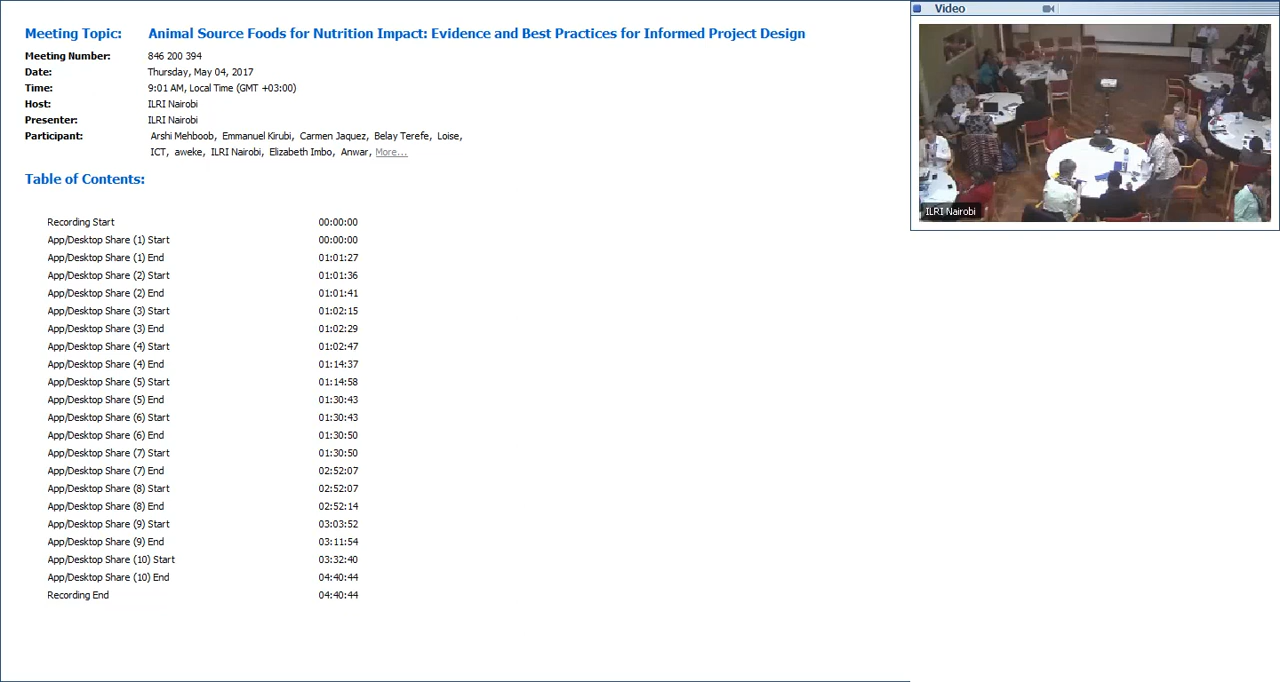 Meeting Topic: Animal Source Foods for Nutrition Impact: Evidence and Best Practices for Informed Project Design
Meeting Number: 846 200 394
Date: Thursday, May 04, 2017
Time: 9:01 AM, Local Time (GMT +03:00)
Host: ILRI Nairobi
Presenter: ILRI Nairobi
Participant: Arshi Mehboob, Emmanuel Kirubi, Carmen Jaquez, Belay Terefe, Loise,
ICT, aweke, ILRI Nairobi, Elizabeth Imbo, Anwar, More...
Table of Contents:
Recording Start 00:00:00
App/Desktop Share (1) Start 00:00:00
App/Desktop Share (1) End 01:01:27
App/Desktop Share (2) Start 01:01:36
App/Desktop Share (2) End 01:01:41
App/Desktop Share (3) Start 01:02:15
App/Desktop Share (3) End 01:02:29
App/Desktop Share (4) Start 01:02:47
App/Desktop Share (4) End 01:14:37
App/Desktop Share (5) Start 01:14:58
App/Desktop Share (5) End 01:30:43
App/Desktop Share (6) Start 01:30:43
App/Desktop Share (6) End 01:30:50
App/Desktop Share (7) Start 01:30:50
App/Desktop Share (7) End 02:52:07
App/Desktop Share (8) Start 02:52:07
App/Desktop Share (8) End 02:52:14
App/Desktop Share (9) Start 03:03:52
App/Desktop Share (9) End 03:11:54
App/Desktop Share (10) Start 03:32:40
App/Desktop Share (10) End 04:40:44
Recording End 04:40:44
Video
ILRI Nairobi